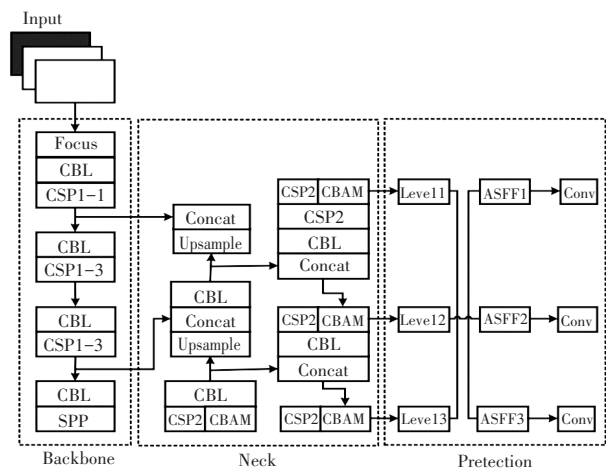 Input
Focus
CBL
CSP1-1
CBL
CSP1-3
CBL
CSP1-3
CBL
SPP
Backbone
Concat
Upsample
CBL
Concat
Upsample
CBL
CSP2 CBAM
CSP2 CBAM
CSP2
CBL
Concat
CSP2 CBAM
CBL
Concat
CSP2 CBAM
Neck
Leve11 ASFF1 Conv
Leve12 ASFF2 Conv
Leve13 ASFF3 Conv
Pretection